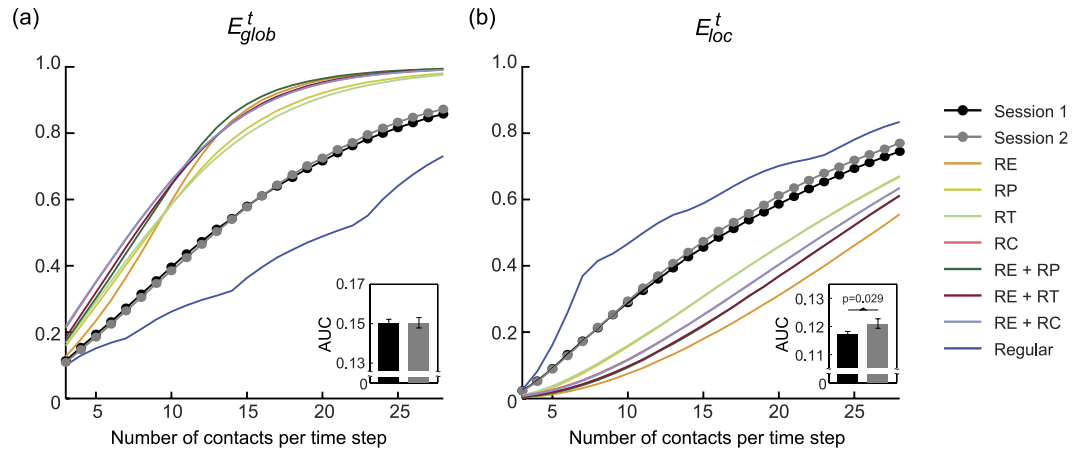 (a)
E^t_glob
1.0
0.8
0.6
0.4
0.2
0
5
10
15
20
25
Number of contacts per time step
0.17
0.15
0.13
0
AUC
(b)
E^t_loc
1.0
0.8
0.6
0.4
0.2
0
5
10
15
20
25
Number of contacts per time step
0.13
0.12
0.11
0
AUC
p=0.029
Session 1
Session 2
RE
RP
RT
RC
RE + RP
RE + RT
RE + RC
Regular